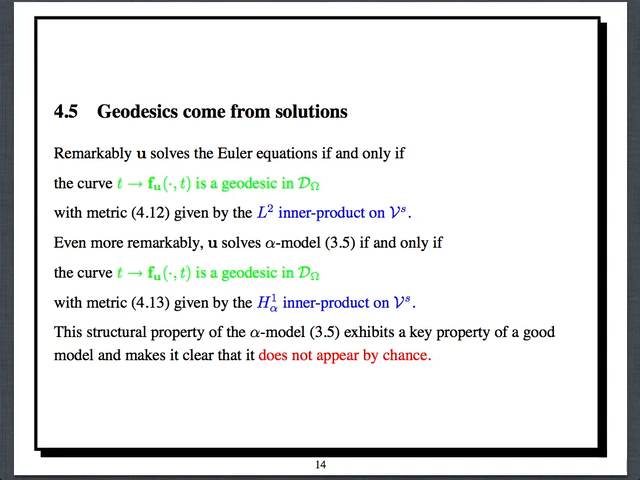 4.5 Geodesics come from solutions
Remarkably u solves the Euler equations if and only if
the curve t → f_u(·, t) is a geodesic in 𝒟_Ω
with metric (4.12) given by the L² inner-product on 𝒱ˢ.
Even more remarkably, u solves α-model (3.5) if and only if
the curve t → f_u(·, t) is a geodesic in 𝒟_Ω
with metric (4.13) given by the H¹_α inner-product on 𝒱ˢ.
This structural property of the α-model (3.5) exhibits a key property of a good
model and makes it clear that it does not appear by chance.
14